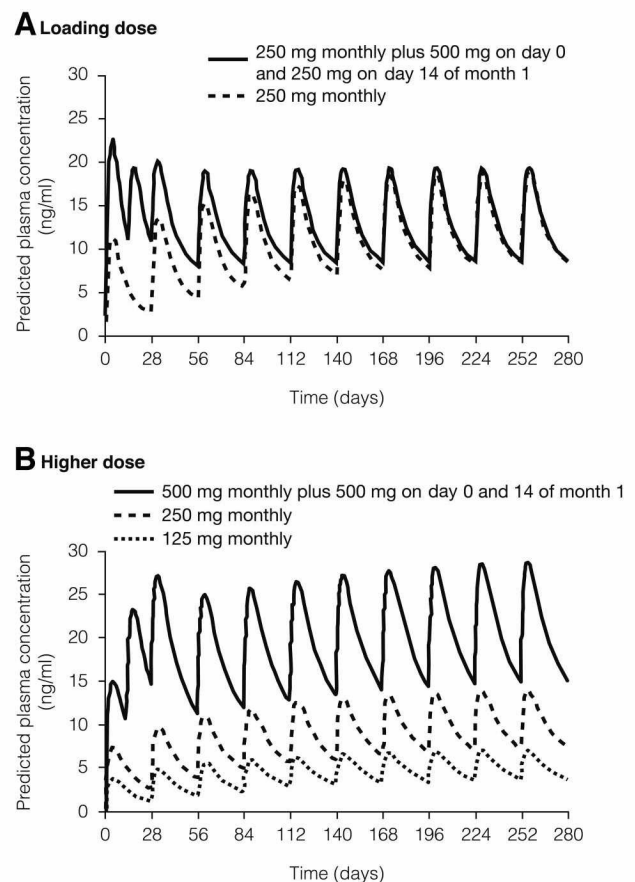 A Loading dose
250 mg monthly plus 500 mg on day 0
and 250 mg on day 14 of month 1
250 mg monthly
Predicted plasma concentration
(ng/ml)
30
25
20
15
10
5
0
0 28 56 84 112 140 168 196 224 252 280
Time (days)
B Higher dose
500 mg monthly plus 500 mg on day 0 and 14 of month 1
250 mg monthly
125 mg monthly
Predicted plasma concentration
(ng/ml)
30
25
20
15
10
5
0
0 28 56 84 112 140 168 196 224 252 280
Time (days)